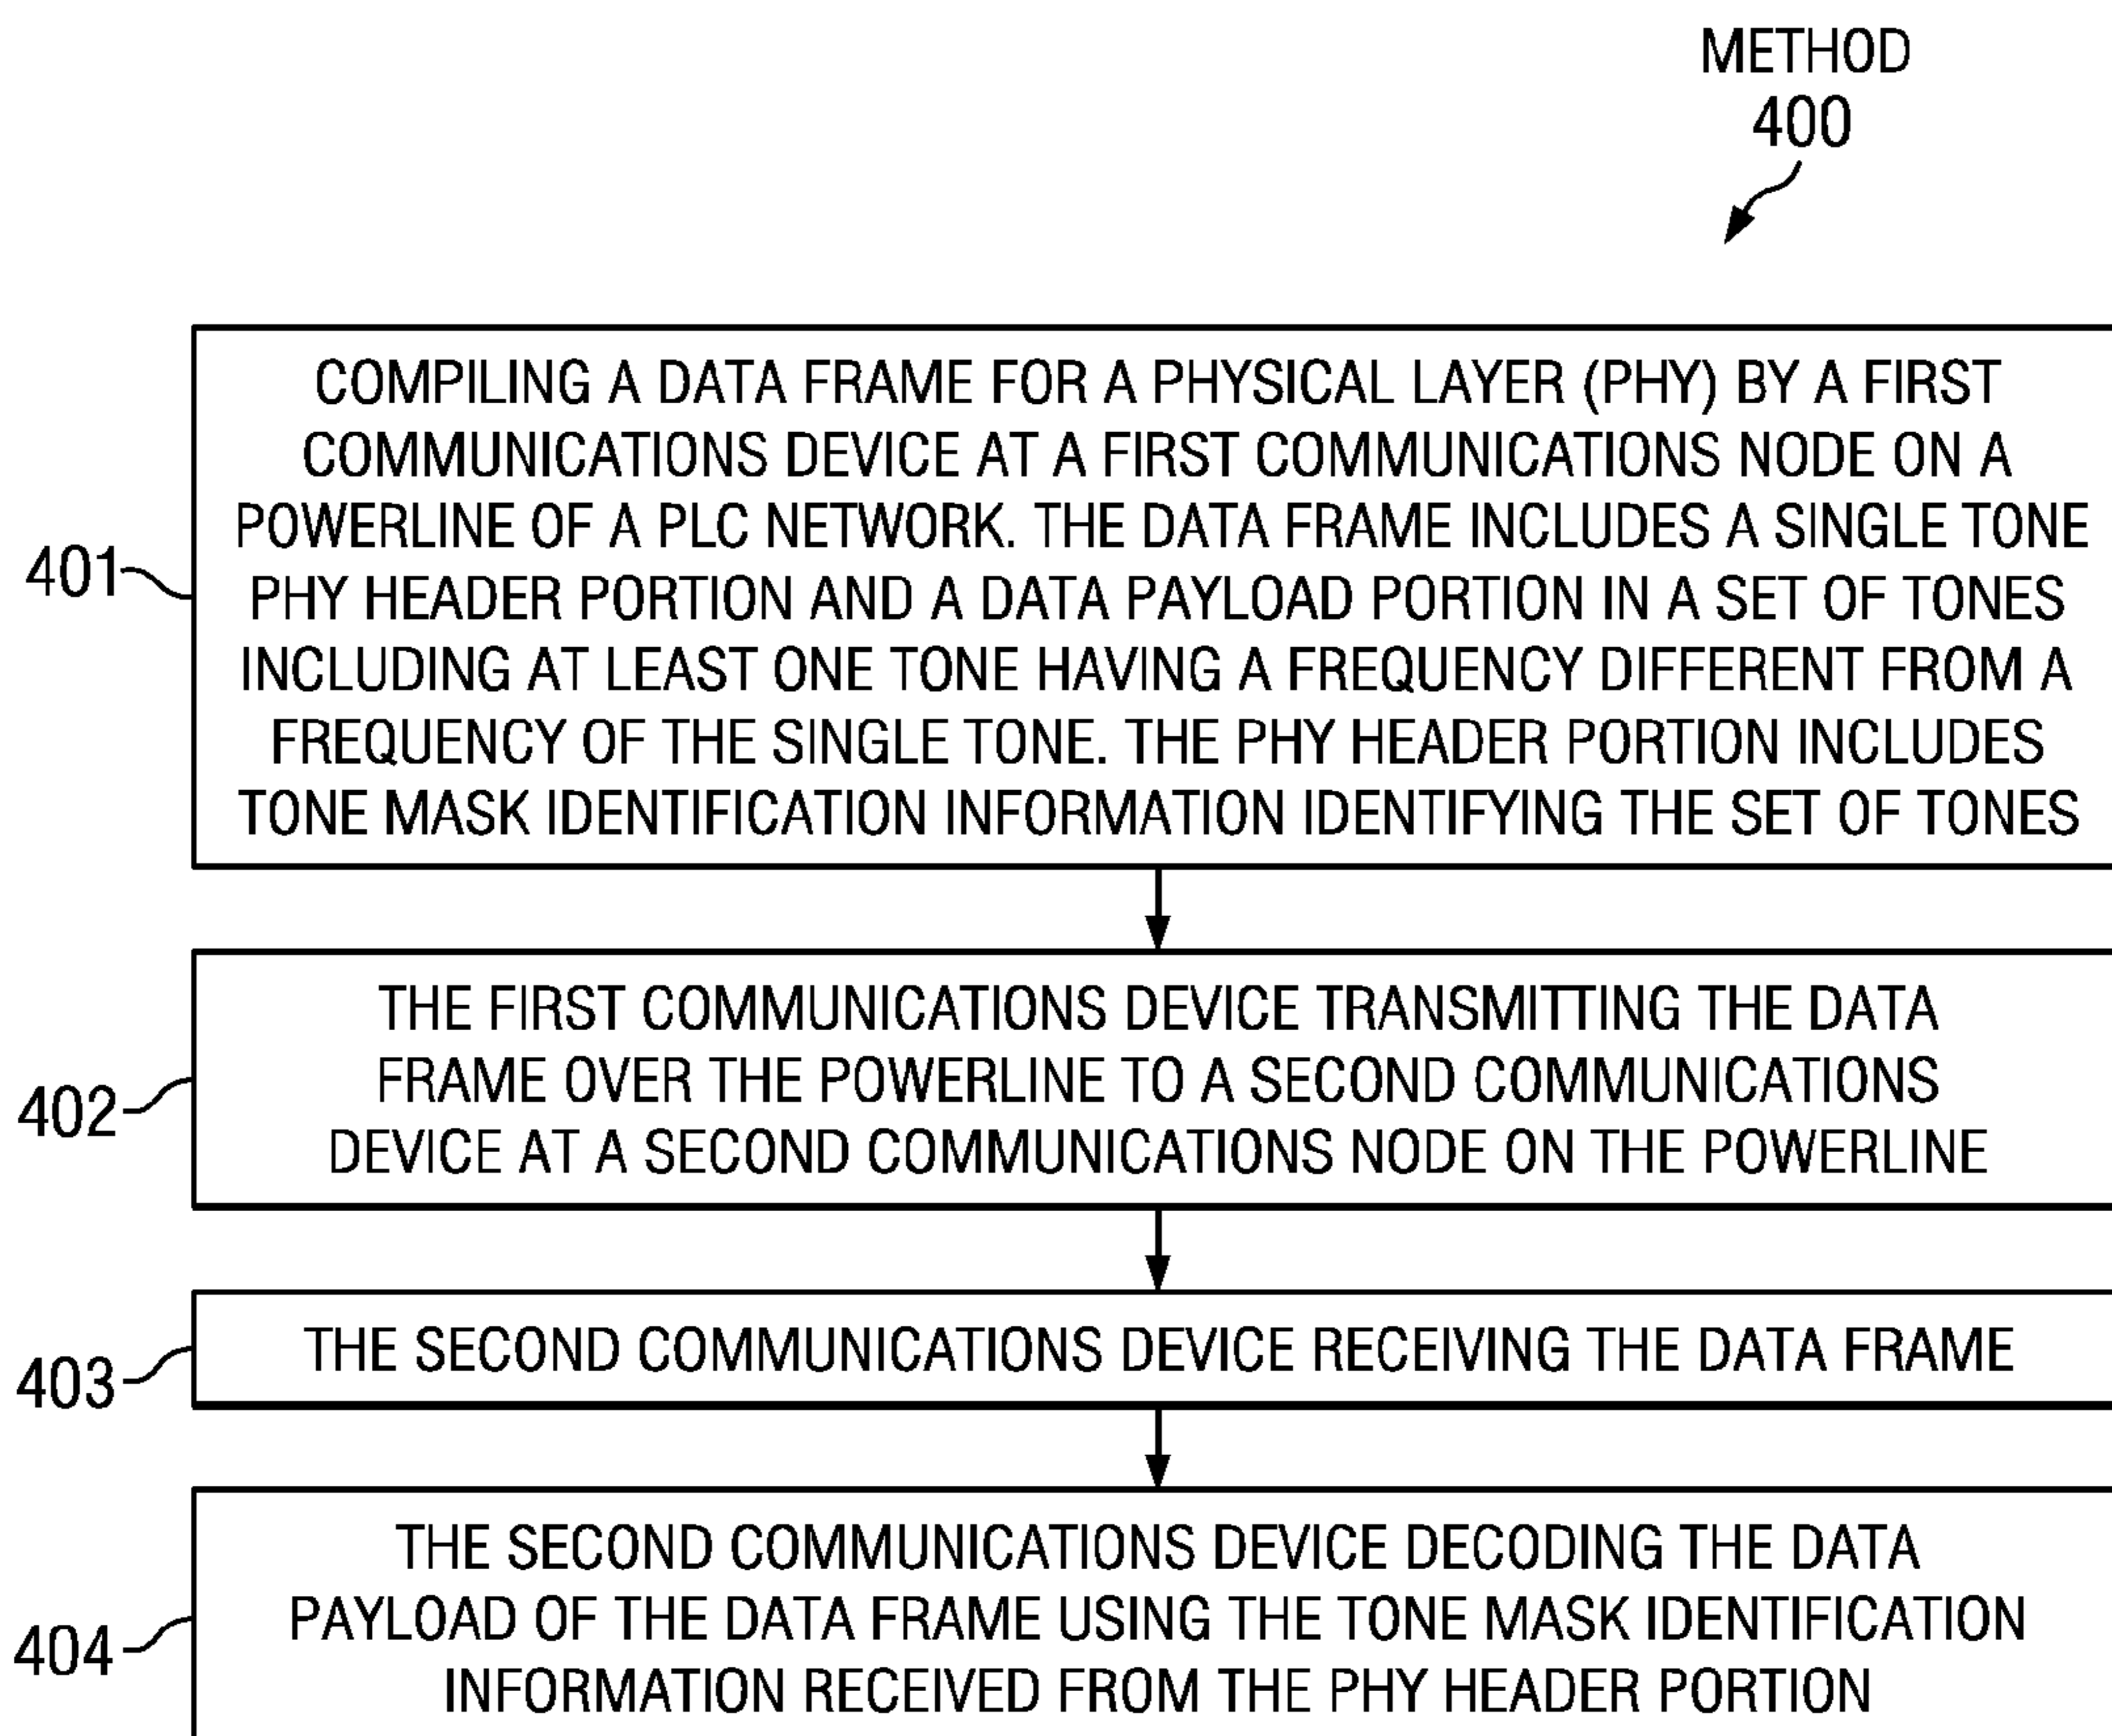 METHOD
400
401
COMPILING A DATA FRAME FOR A PHYSICAL LAYER (PHY) BY A FIRST
COMMUNICATIONS DEVICE AT A FIRST COMMUNICATIONS NODE ON A
POWERLINE OF A PLC NETWORK. THE DATA FRAME INCLUDES A SINGLE TONE
PHY HEADER PORTION AND A DATA PAYLOAD PORTION IN A SET OF TONES
INCLUDING AT LEAST ONE TONE HAVING A FREQUENCY DIFFERENT FROM A
FREQUENCY OF THE SINGLE TONE. THE PHY HEADER PORTION INCLUDES
TONE MASK IDENTIFICATION INFORMATION IDENTIFYING THE SET OF TONES
402
THE FIRST COMMUNICATIONS DEVICE TRANSMITTING THE DATA
FRAME OVER THE POWERLINE TO A SECOND COMMUNICATIONS
DEVICE AT A SECOND COMMUNICATIONS NODE ON THE POWERLINE
403
THE SECOND COMMUNICATIONS DEVICE RECEIVING THE DATA FRAME
404
THE SECOND COMMUNICATIONS DEVICE DECODING THE DATA
PAYLOAD OF THE DATA FRAME USING THE TONE MASK IDENTIFICATION
INFORMATION RECEIVED FROM THE PHY HEADER PORTION